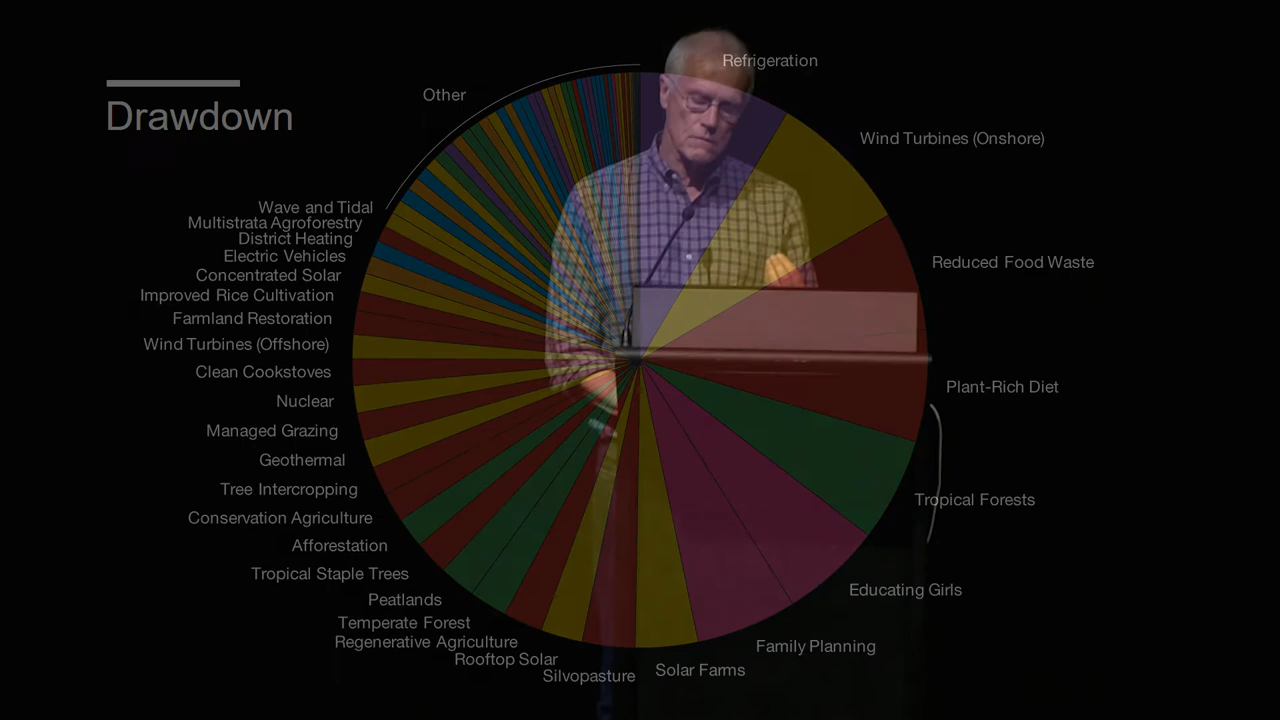 Drawdown
Refrigeration
Wind Turbines (Onshore)
Reduced Food Waste
Plant-Rich Diet
Tropical Forests
Educating Girls
Family Planning
Solar Farms
Silvopasture
Rooftop Solar
Regenerative Agriculture
Temperate Forest
Peatlands
Tropical Staple Trees
Afforestation
Conservation Agriculture
Tree Intercropping
Geothermal
Managed Grazing
Nuclear
Clean Cookstoves
Wind Turbines (Offshore)
Farmland Restoration
Improved Rice Cultivation
Concentrated Solar
Electric Vehicles
District Heating
Multistrata Agroforestry
Wave and Tidal
Other